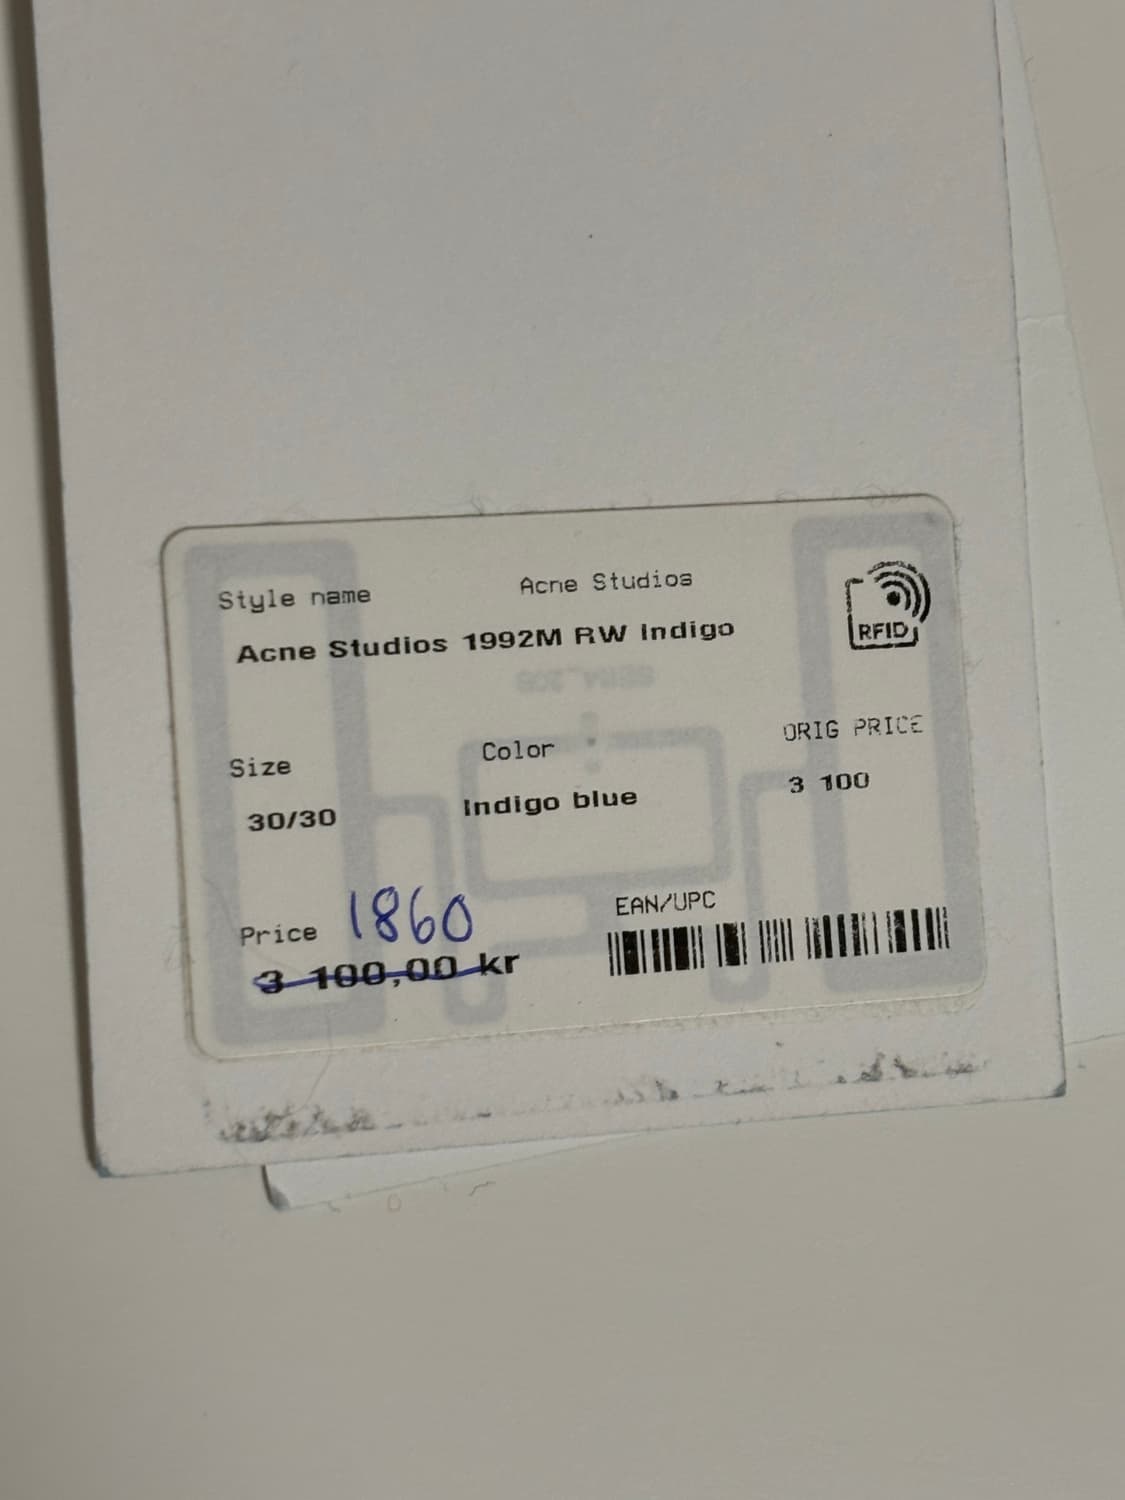 Style name Acne Studios
Acne Studios 1992M RW Indigo
RFID
Size Color ORIG PRICE
30/30 Indigo blue 3 100
Price 1860 EAN/UPC
3 100,00 kr